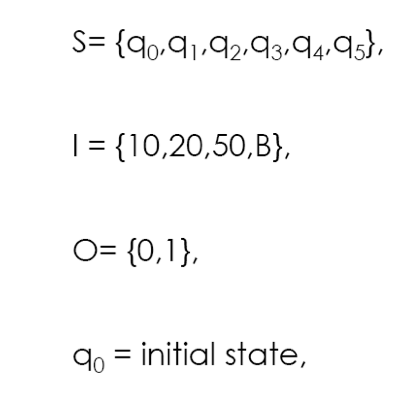 S= {q₀,q₁,q₂,q₃,q₄,q₅},
I = {10,20,50,B},
O= {0,1},
q₀ = initial state,